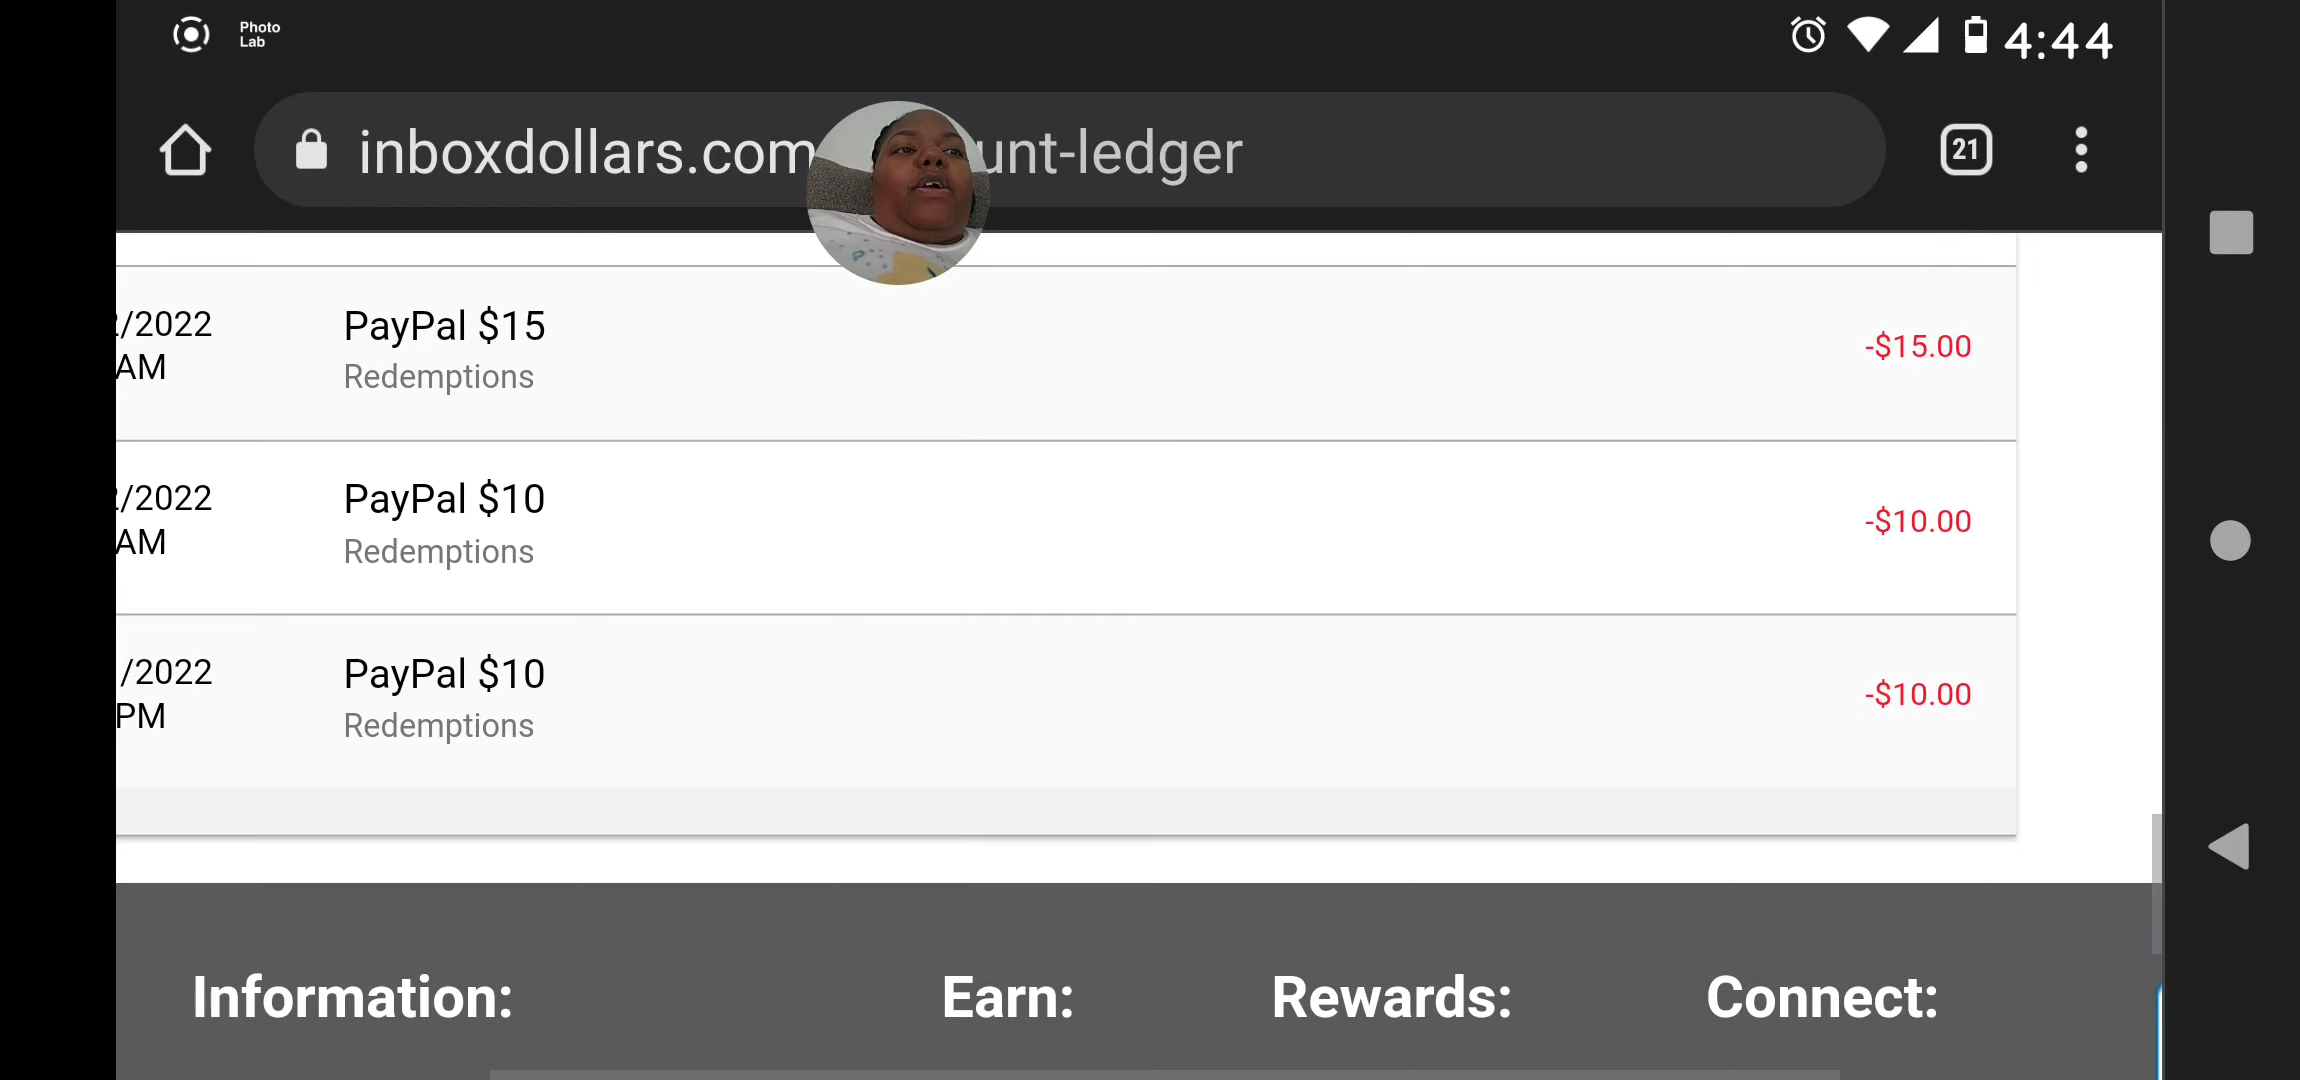 Photo
Lab
4:44
inboxdollars.com unt-ledger
21
/2022
AM
PayPal $15
Redemptions
-$15.00
/2022
AM
PayPal $10
Redemptions
-$10.00
/2022
PM
PayPal $10
Redemptions
-$10.00
Information:
Earn:
Rewards:
Connect: